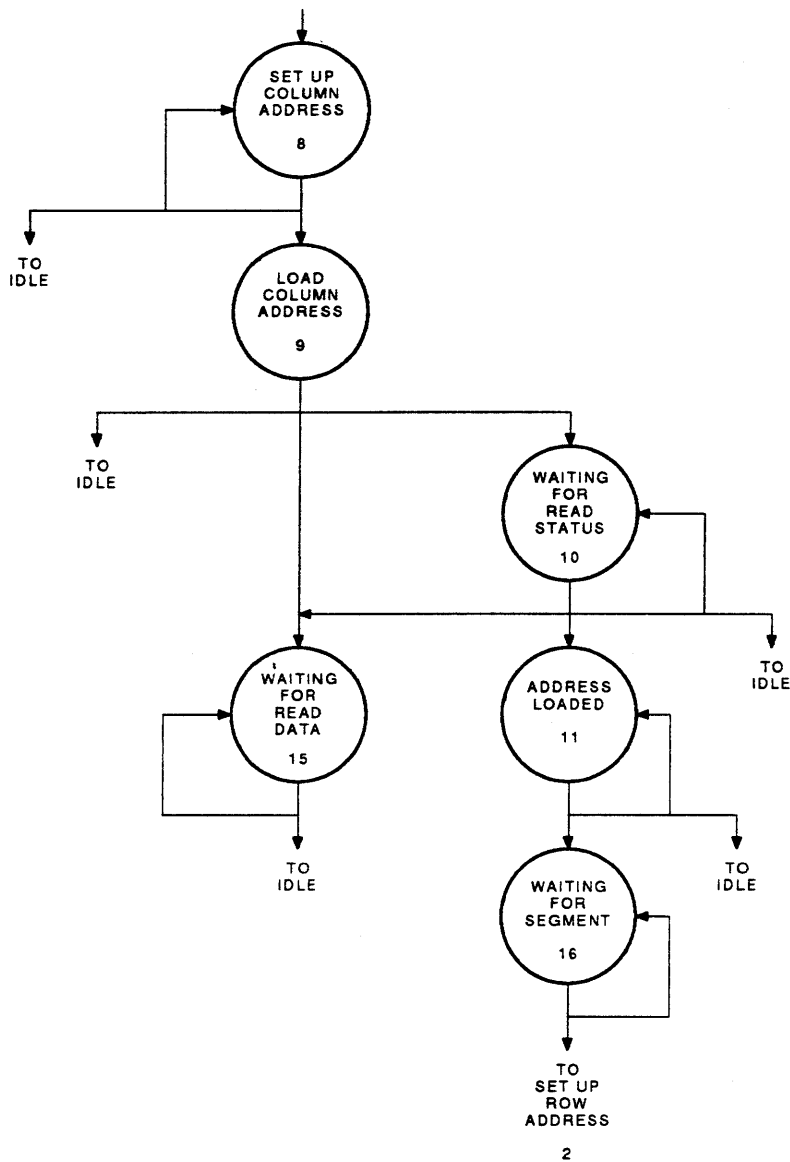 SET UP
COLUMN
ADDRESS
8
TO
IDLE
LOAD
COLUMN
ADDRESS
9
TO
IDLE
WAITING
FOR
READ
STATUS
10
WAITING
FOR
READ
DATA
15
ADDRESS
LOADED
11
TO
IDLE
TO
IDLE
WAITING
FOR
SEGMENT
16
TO
IDLE
TO
SET UP
ROW
ADDRESS
2